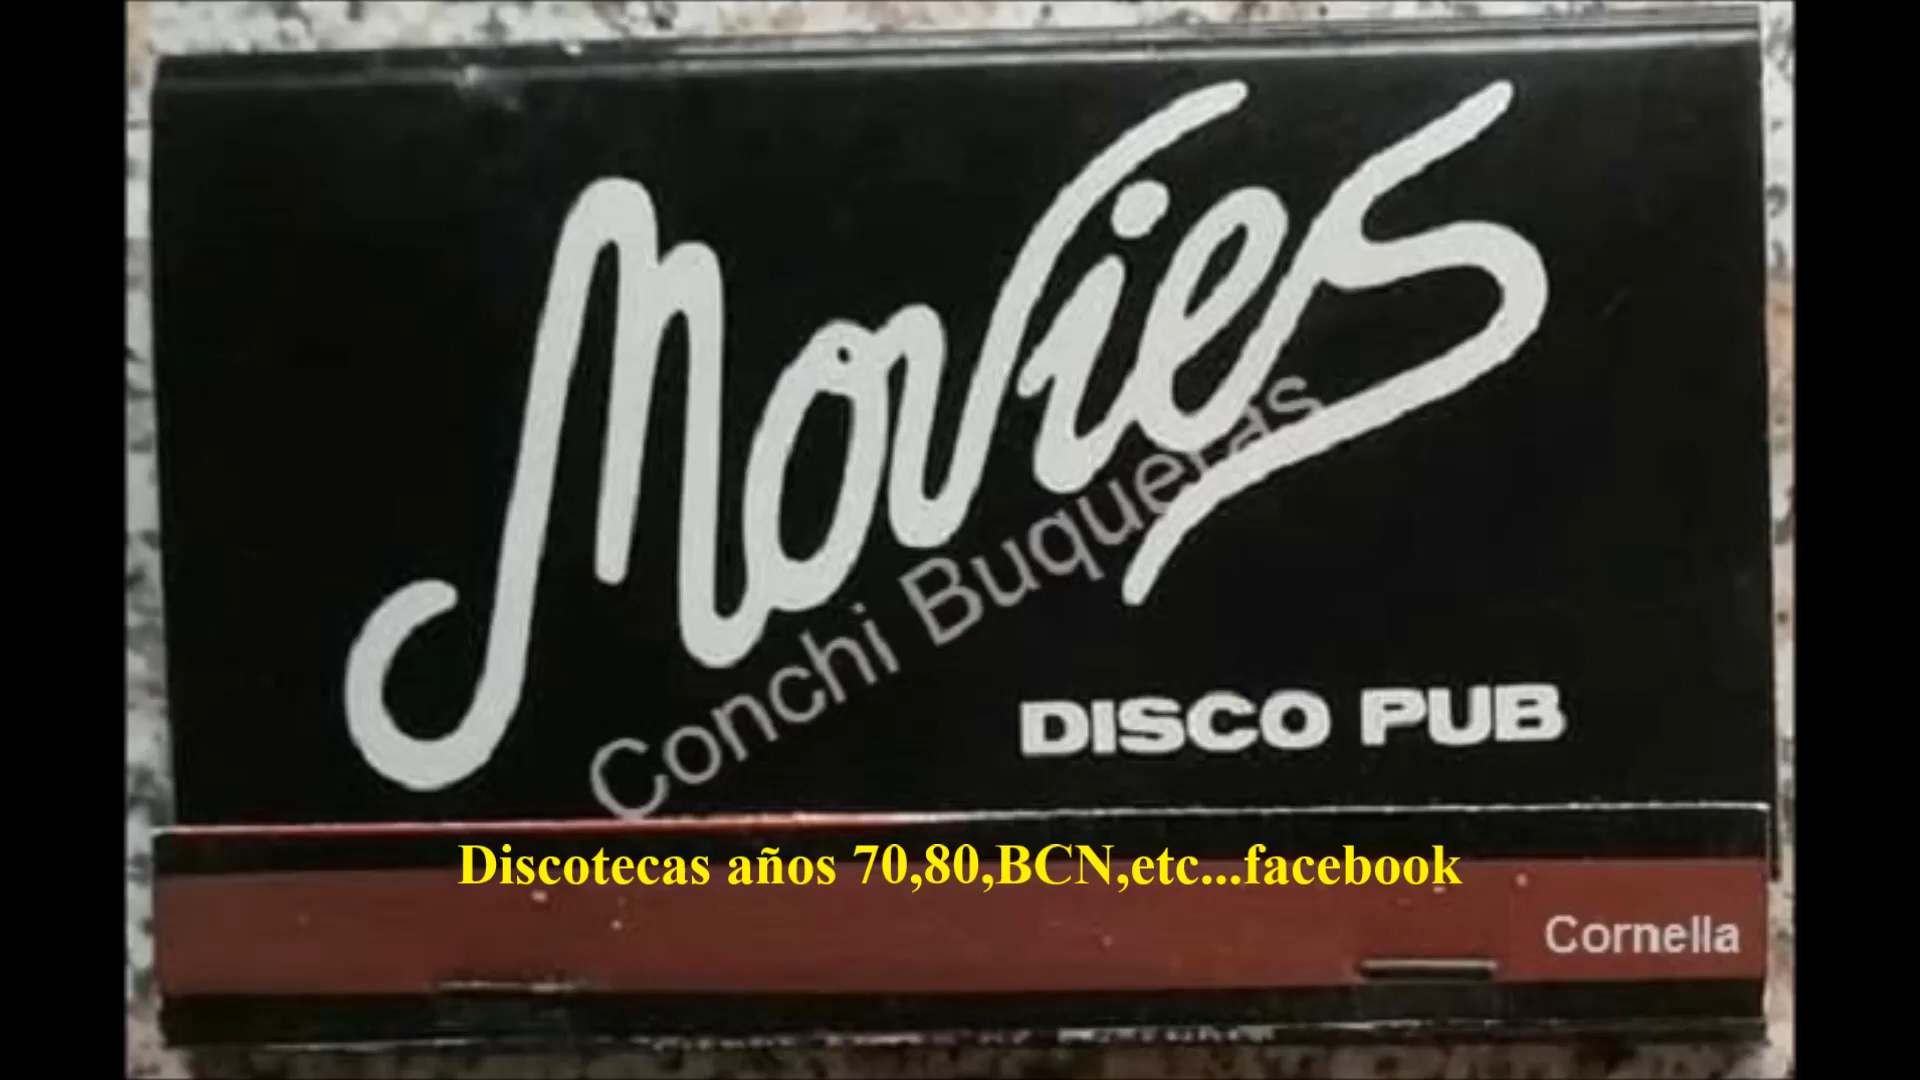 Movies
Conchi Buqueras
DISCO PUB
Discotecas años 70,80,BCN,etc...facebook
Cornella